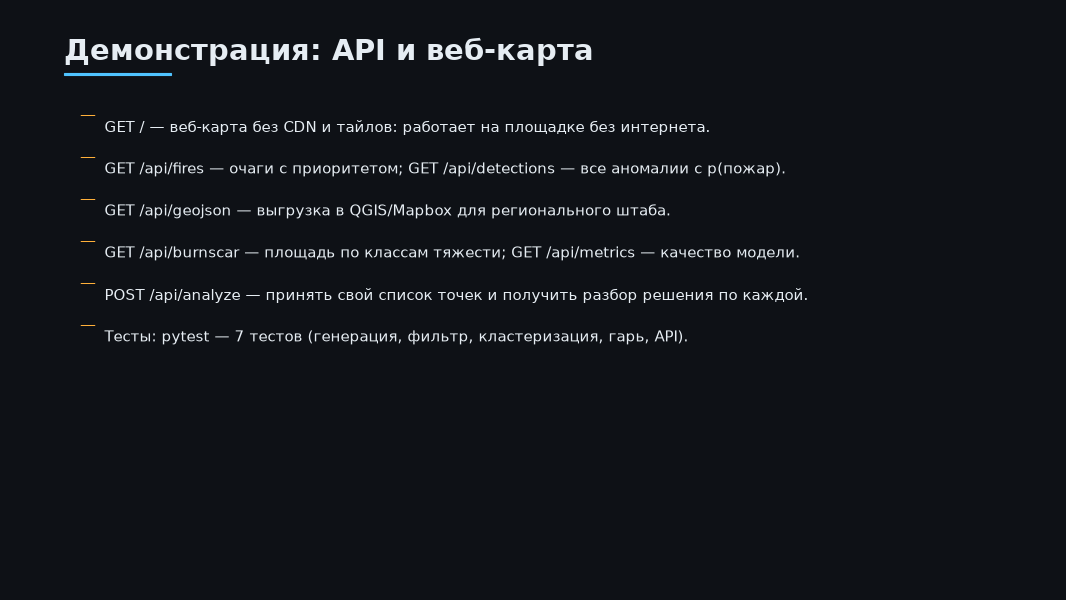 Демонстрация: API и веб-карта
— GET / — веб-карта без CDN и тайлов: работает на площадке без интернета.
— GET /api/fires — очаги с приоритетом; GET /api/detections — все аномалии с p(пожар).
— GET /api/geojson — выгрузка в QGIS/Mapbox для регионального штаба.
— GET /api/burnscar — площадь по классам тяжести; GET /api/metrics — качество модели.
— POST /api/analyze — принять свой список точек и получить разбор решения по каждой.
— Тесты: pytest — 7 тестов (генерация, фильтр, кластеризация, гарь, API).